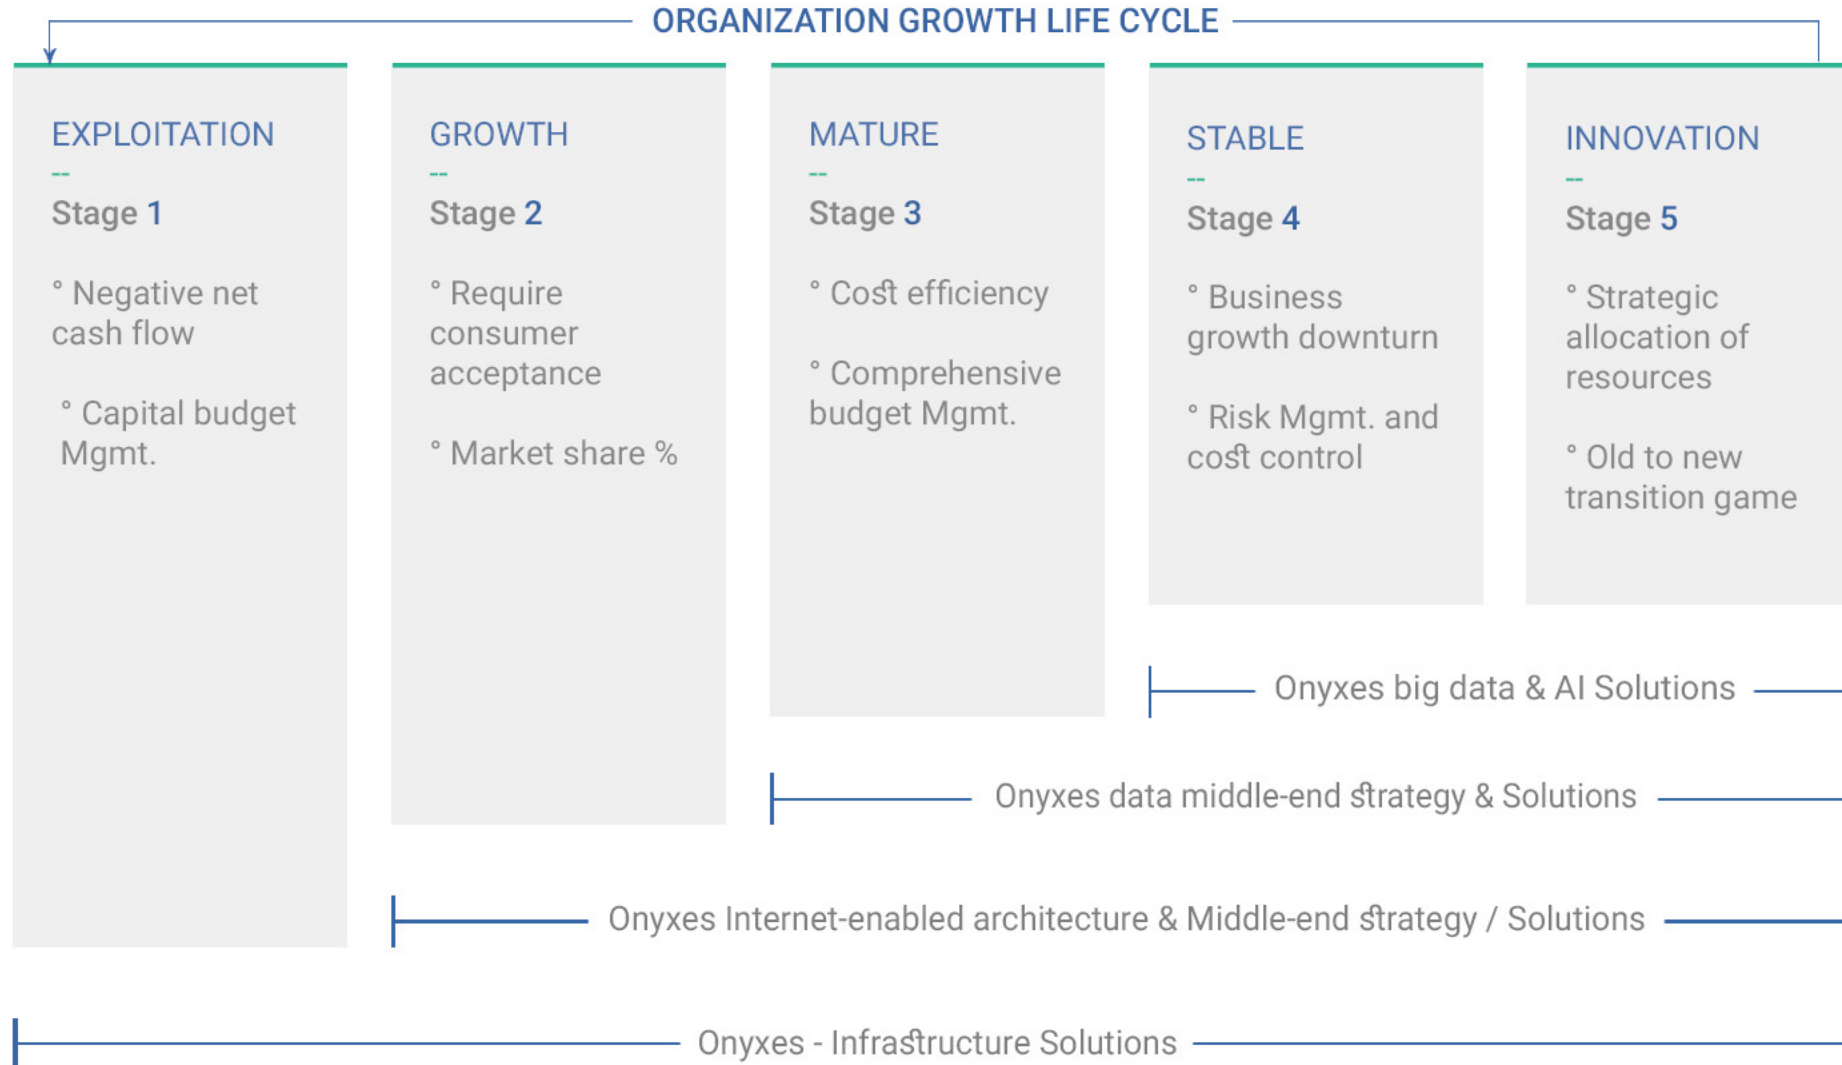 ORGANIZATION GROWTH LIFE CYCLE
EXPLOITATION
--
Stage 1
° Negative net
cash flow
° Capital budget
Mgmt.
GROWTH
--
Stage 2
° Require
consumer
acceptance
° Market share %
MATURE
--
Stage 3
° Cost efficiency
° Comprehensive
budget Mgmt.
STABLE
--
Stage 4
° Business
growth downturn
° Risk Mgmt. and
cost control
INNOVATION
--
Stage 5
° Strategic
allocation of
resources
° Old to new
transition game
Onyxes big data & AI Solutions
Onyxes data middle-end strategy & Solutions
Onyxes Internet-enabled architecture & Middle-end strategy / Solutions
Onyxes - Infrastructure Solutions